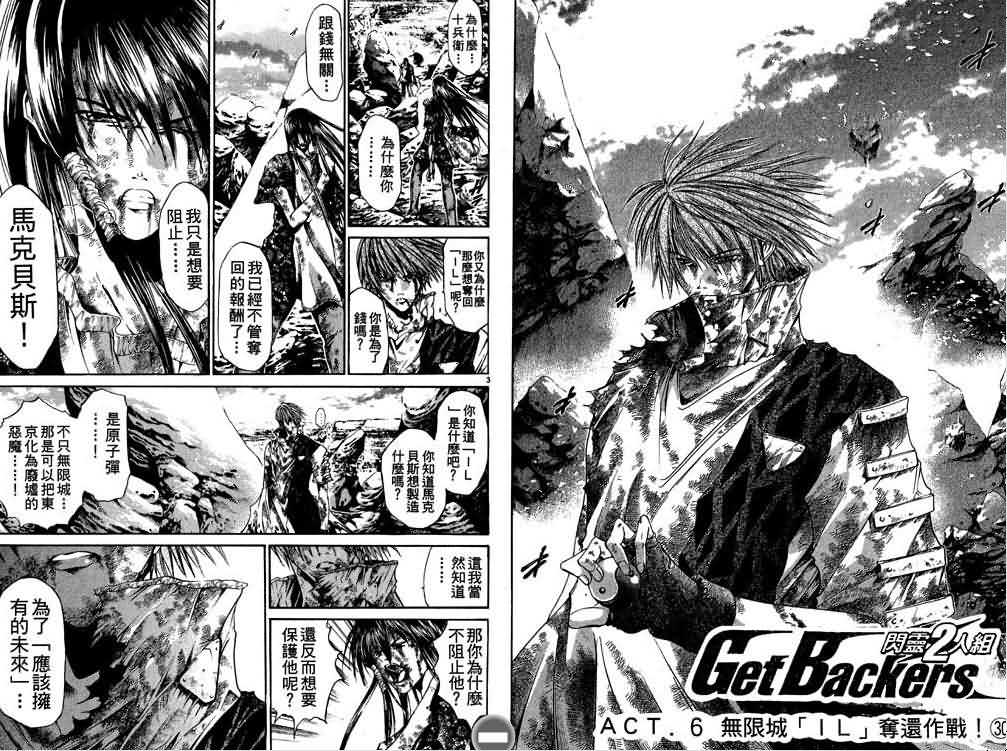 閃靈2人組
GetBackers
ACT．6 無限城「ＩＬ」奪還作戰！
為什麼
十兵衛…
為什麼你
………
你又為什麼
那麼想奪回
「ＩＬ」呢？
你是為了
錢嗎？
跟錢無關
…
我已經不管奪
回的報酬了…
我只是想要
阻止……
馬克貝斯！
3
你知道「ＩＬ
」是什麼吧？
你知道馬克
貝斯想製造
什麼嗎？
是原子彈
……！
不只無限城…
那是可以把東
京化為廢墟的
惡魔……！
這我當
然知道
……
那你為什麼
不阻止他？
還反而想要
保護他呢？
為了「應該擁
有的未來」…